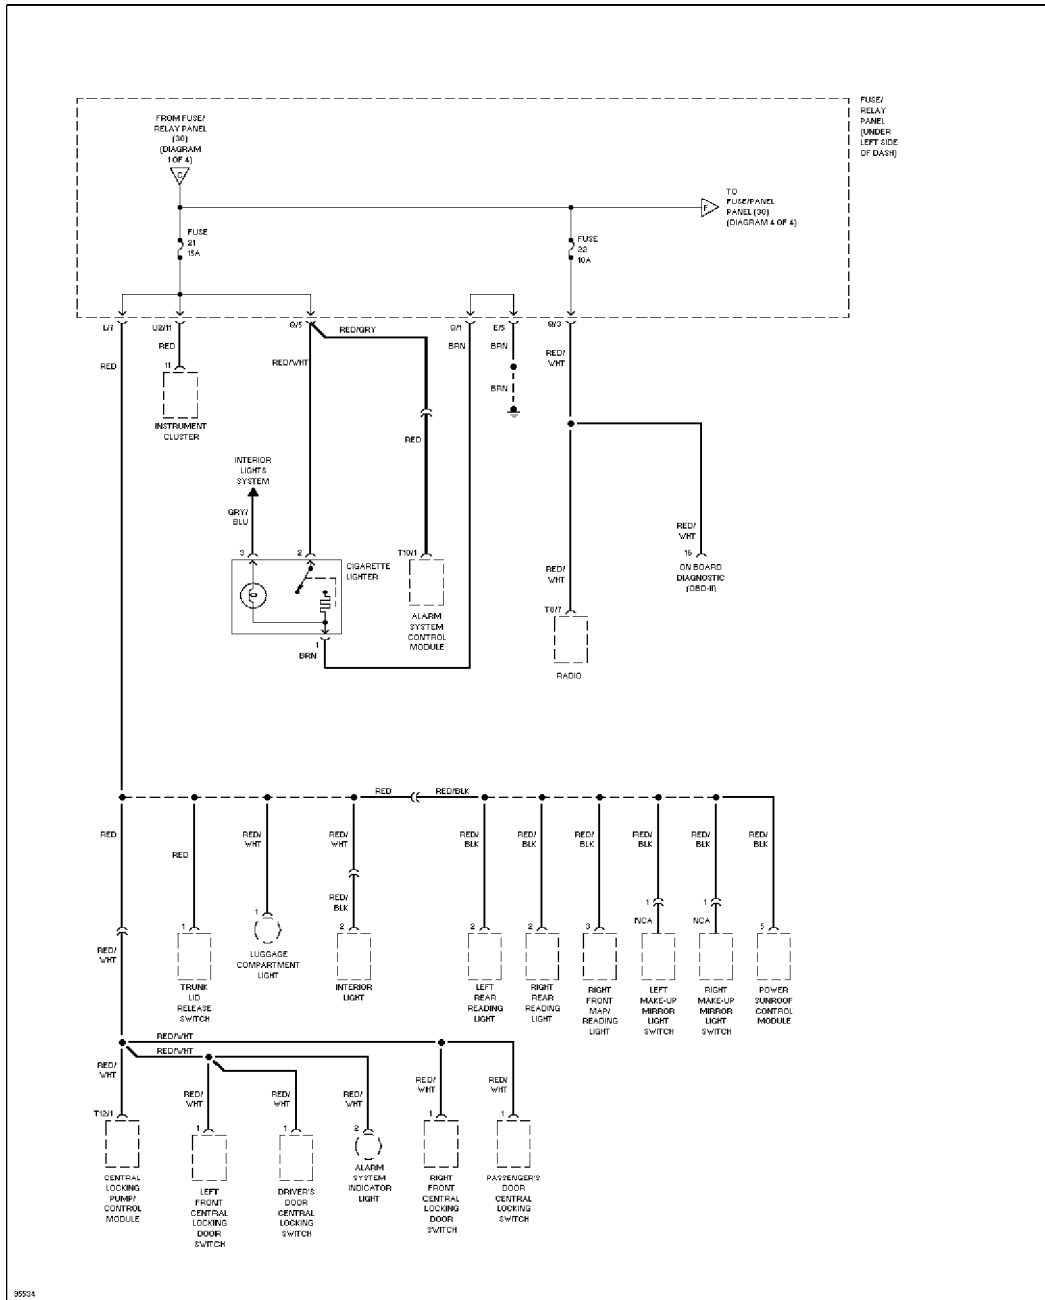 FROM FUSE/
RELAY PANEL
(30)
(DIAGRAM
1 OF 4)
C
FUSE/
RELAY
PANEL
(UNDER
LEFT SIDE
OF DASH)
F
TO
FUSE/PANEL
PANEL (30)
(DIAGRAM 4 OF 4)
FUSE
21
15A
FUSE
22
10A
L/7
U2/11
G/1
E/5
RED/GRY
RED
RED
RED/WHT
BRN
BRN
RED/
WHT
11
INSTRUMENT
CLUSTER
BRN
RED
INTERIOR
LIGHTS
SYSTEM
GRY/
BLU
RED/
WHT
3
2
T10/1
15
CIGARETTE
LIGHTER
ON BOARD
DIAGNOSTIC
(OBD-II)
RED/
WHT
ALARM
SYSTEM
CONTROL
MODULE
T8/7
1
BRN
RADIO
RED
RED/BLK
RED
RED
RED/
WHT
RED/
WHT
RED/
BLK
RED/
BLK
RED/
BLK
RED/
BLK
RED/
BLK
RED/
BLK
RED/
BLK
1
1
NCA
NCA
RED/
WHT
1
1
2
2
2
3
5
TRUNK
LID
RELEASE
SWITCH
LUGGAGE
COMPARTMENT
LIGHT
INTERIOR
LIGHT
LEFT
REAR
READING
LIGHT
RIGHT
REAR
READING
LIGHT
RIGHT
FRONT
MAP/
READING
LIGHT
LEFT
MAKE-UP
MIRROR
LIGHT
SWITCH
RIGHT
MAKE-UP
MIRROR
LIGHT
SWITCH
POWER
SUNROOF
CONTROL
MODULE
RED/WHT
RED/WHT
RED/
WHT
RED/
WHT
RED/
WHT
RED/
WHT
RED/
WHT
RED/
WHT
T12/1
1
1
2
1
1
CENTRAL
LOCKING
PUMP/
CONTROL
MODULE
LEFT
FRONT
CENTRAL
LOCKING
DOOR
SWITCH
DRIVER'S
DOOR
CENTRAL
LOCKING
SWITCH
ALARM
SYSTEM
INDICATOR
LIGHT
RIGHT
FRONT
CENTRAL
LOCKING
DOOR
SWITCH
PASSENGER'S
DOOR
CENTRAL
LOCKING
SWITCH
95534